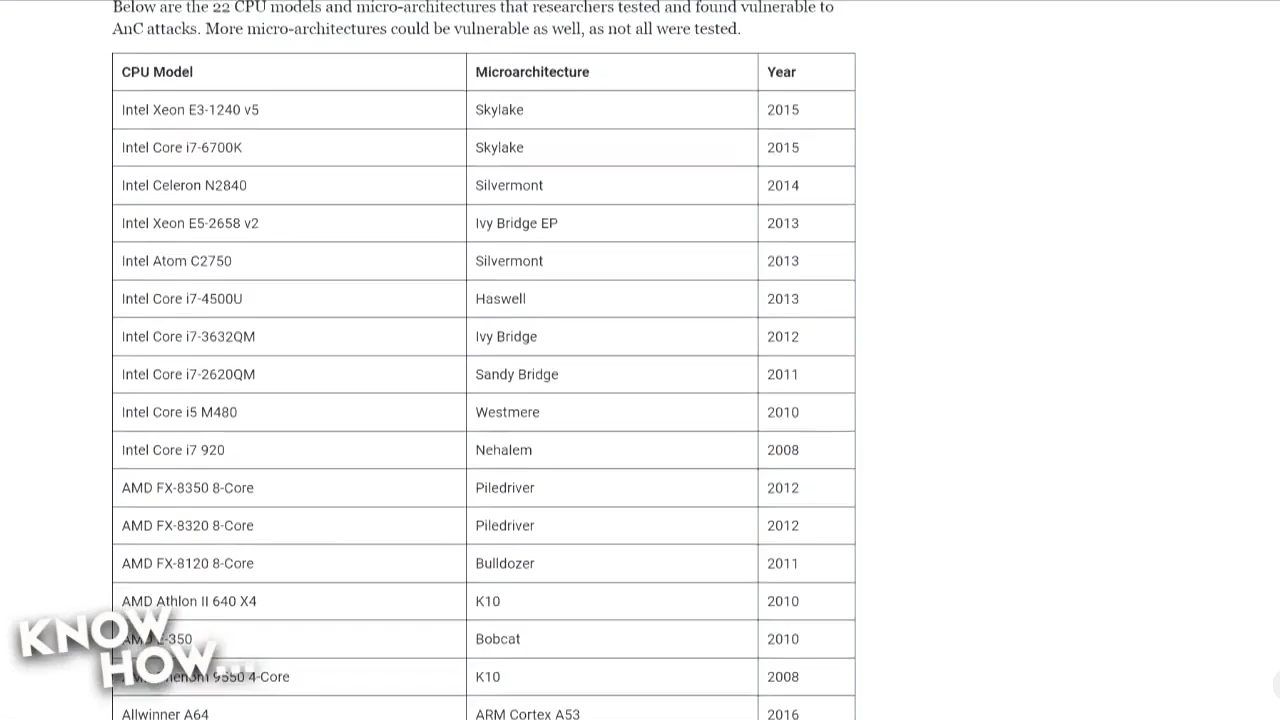 Below are the 22 CPU models and micro-architectures that researchers tested and found vulnerable to
AnC attacks. More micro-architectures could be vulnerable as well, as not all were tested.
CPU Model Microarchitecture Year
Intel Xeon E3-1240 v5 Skylake 2015
Intel Core i7-6700K Skylake 2015
Intel Celeron N2840 Silvermont 2014
Intel Xeon E5-2658 v2 Ivy Bridge EP 2013
Intel Atom C2750 Silvermont 2013
Intel Core i7-4500U Haswell 2013
Intel Core i7-3632QM Ivy Bridge 2012
Intel Core i7-2620QM Sandy Bridge 2011
Intel Core i5 M480 Westmere 2010
Intel Core i7 920 Nehalem 2008
AMD FX-8350 8-Core Piledriver 2012
AMD FX-8320 8-Core Piledriver 2012
AMD FX-8120 8-Core Bulldozer 2011
AMD Athlon II 640 X4 K10 2010
Bobcat 2010
9550 4-Core K10 2008
Allwinner A64 ARM Cortex A53 2016
KNOW
HOW...